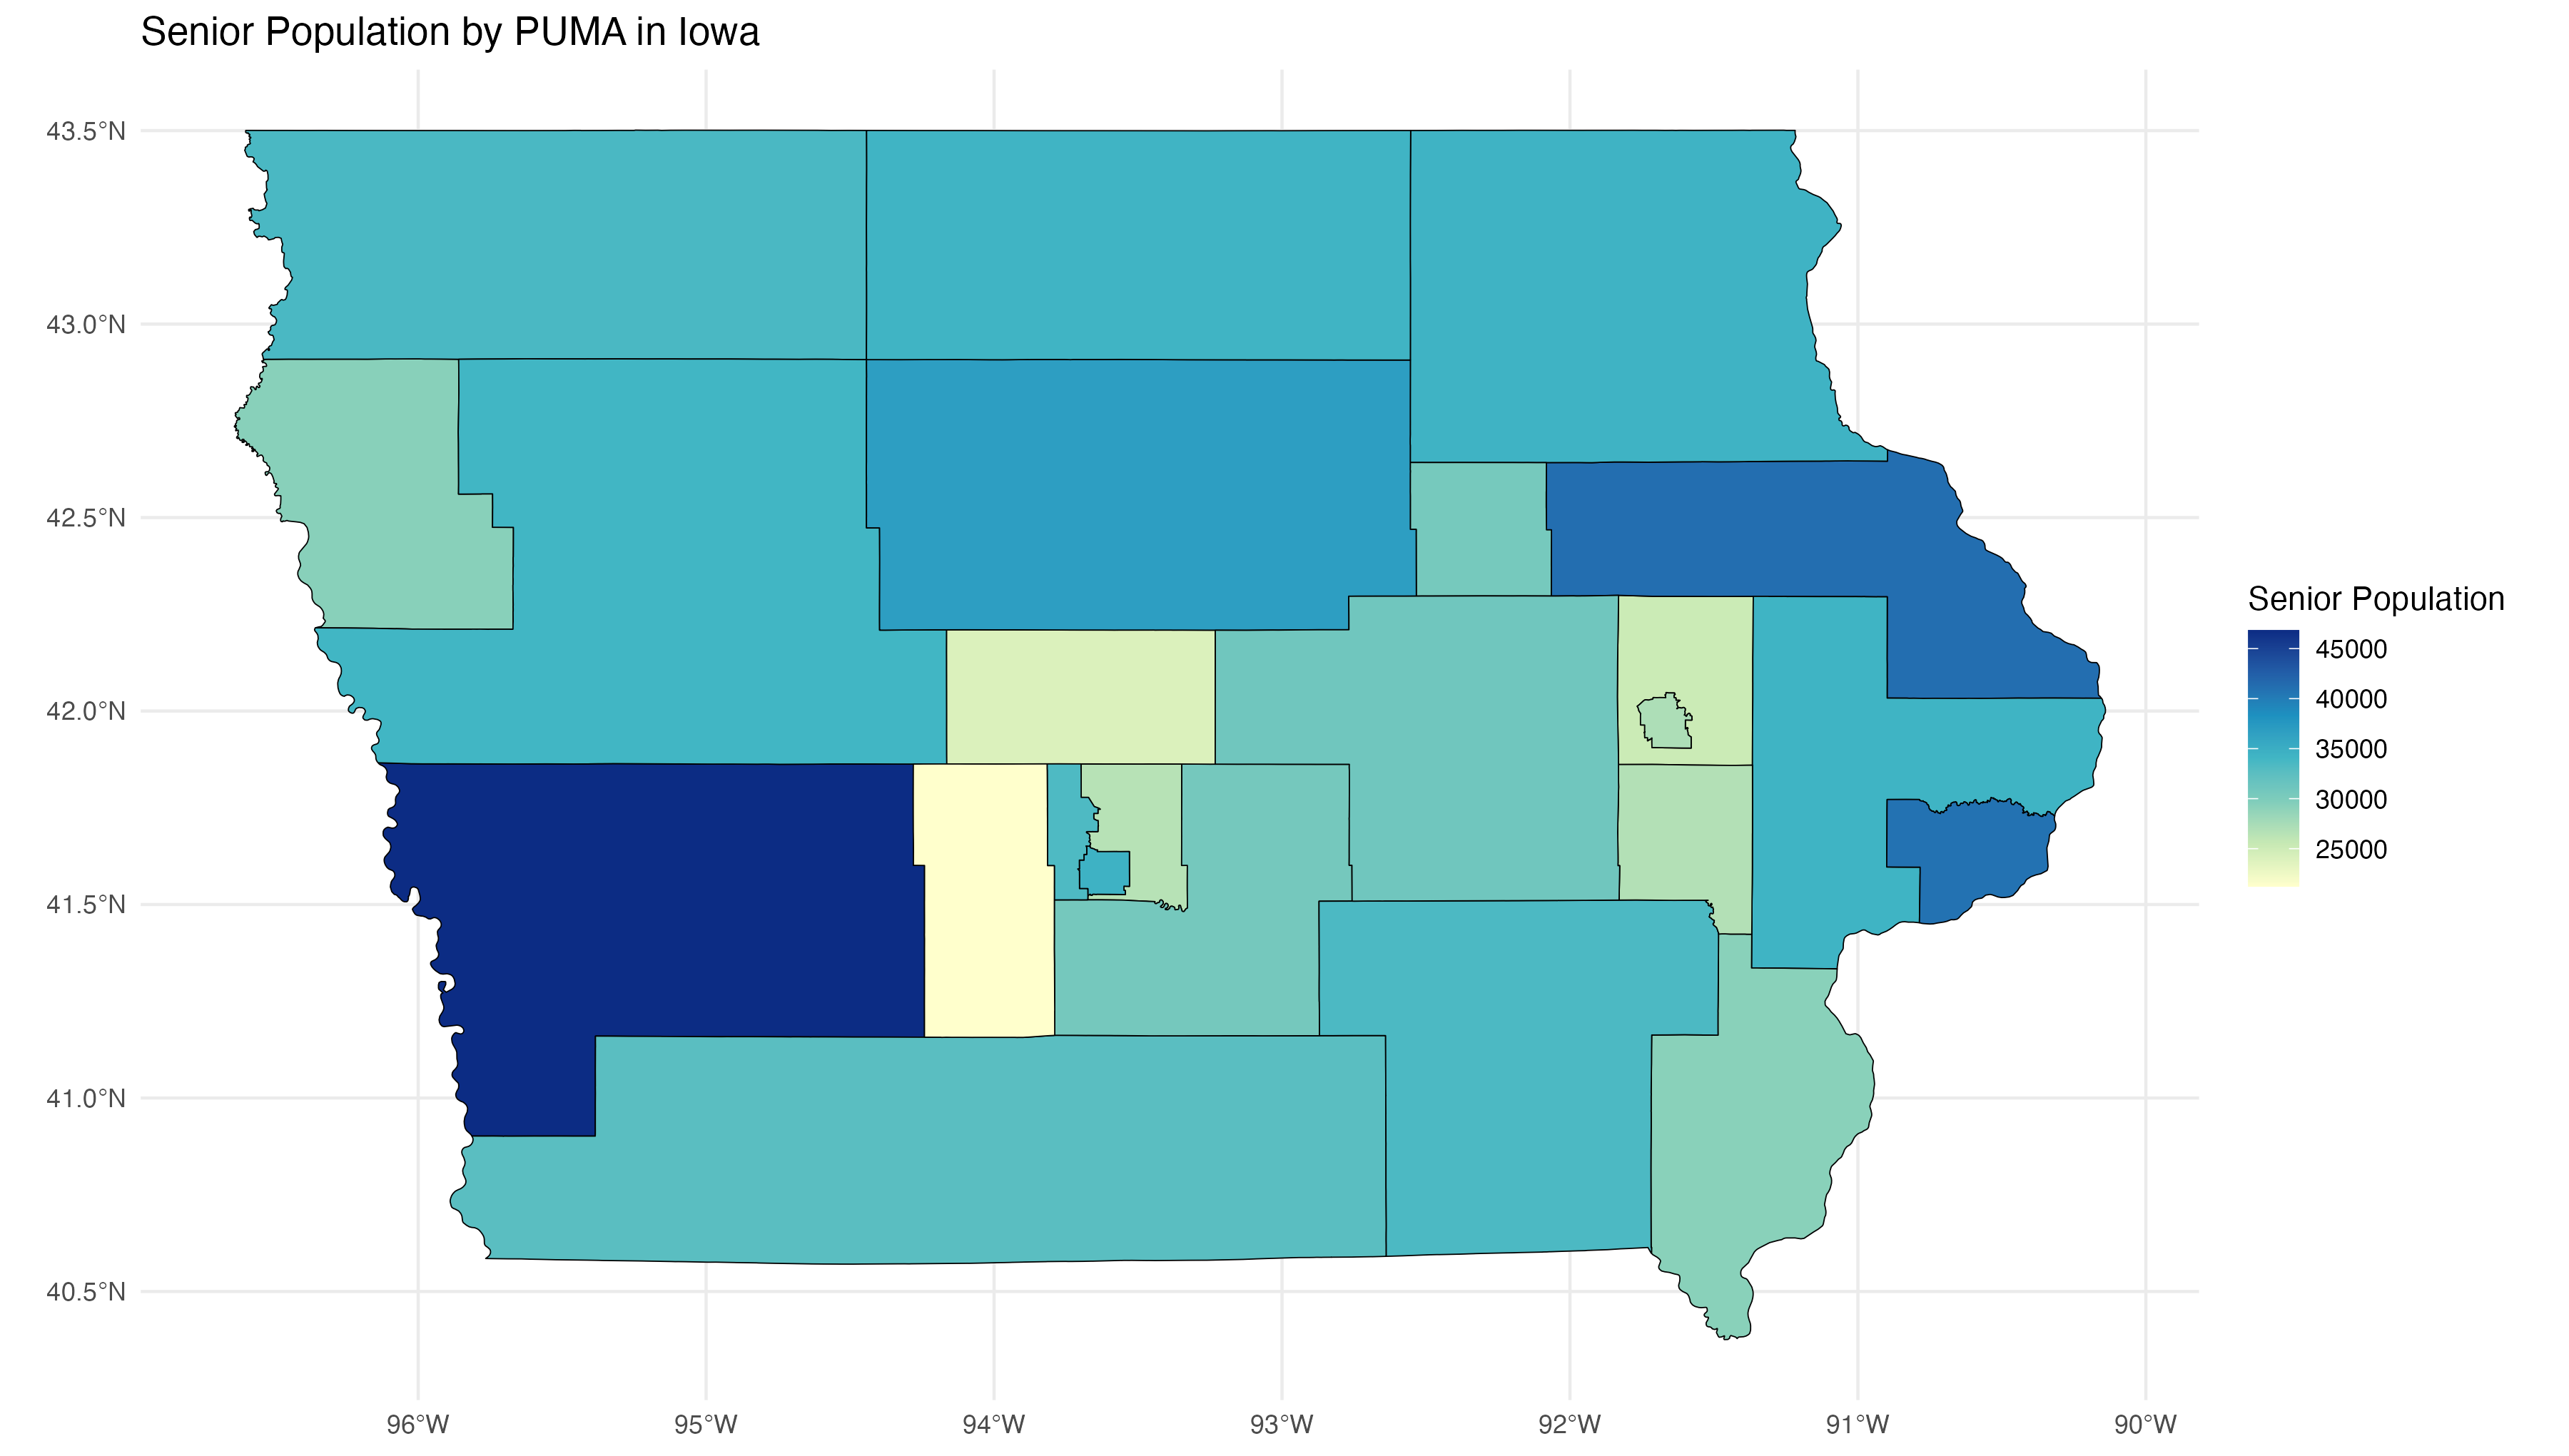 Senior Population by PUMA in Iowa
43.5°N
43.0°N
42.5°N
42.0°N
41.5°N
41.0°N
40.5°N
96°W
95°W
94°W
93°W
92°W
91°W
90°W
Senior Population
45000
40000
35000
30000
25000